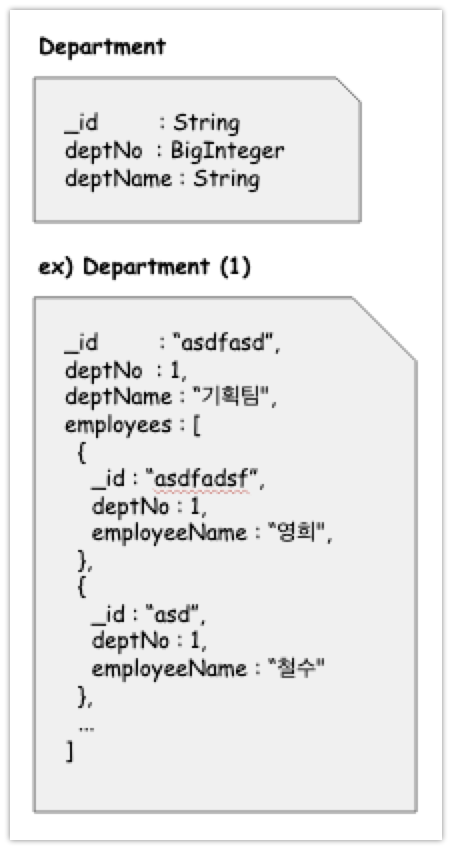 Department
_id : String
deptNo : BigInteger
deptName : String
ex) Department (1)
_id : “asdfasd”,
deptNo : 1,
deptName : “기획팀",
employees : [
{
_id : “asdfadsf”,
deptNo : 1,
employeeName : “영희",
},
{
_id : “asd”,
deptNo : 1,
employeeName : “철수"
},
...
]